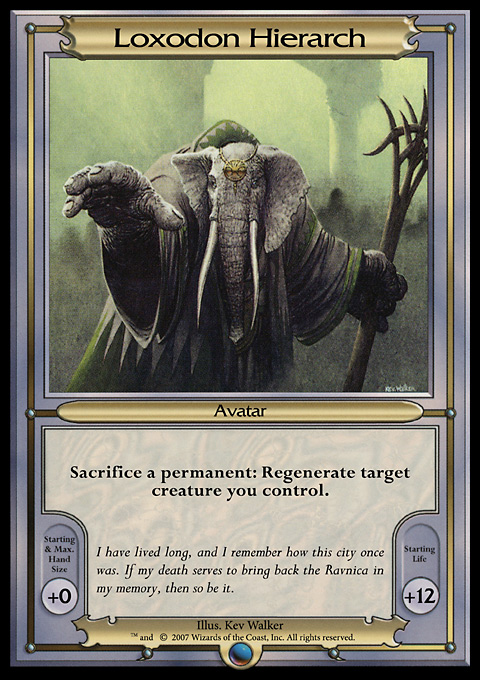 Loxodon Hierarch
KEV WALKER
Avatar
Sacrifice a permanent: Regenerate target
creature you control.
I have lived long, and I remember how this city once
was. If my death serves to bring back the Ravnica in
my memory, then so be it.
Starting
& Max.
Hand
Size
+0
Starting
Life
+12
Illus. Kev Walker
™ and © 2007 Wizards of the Coast, Inc. All rights reserved.